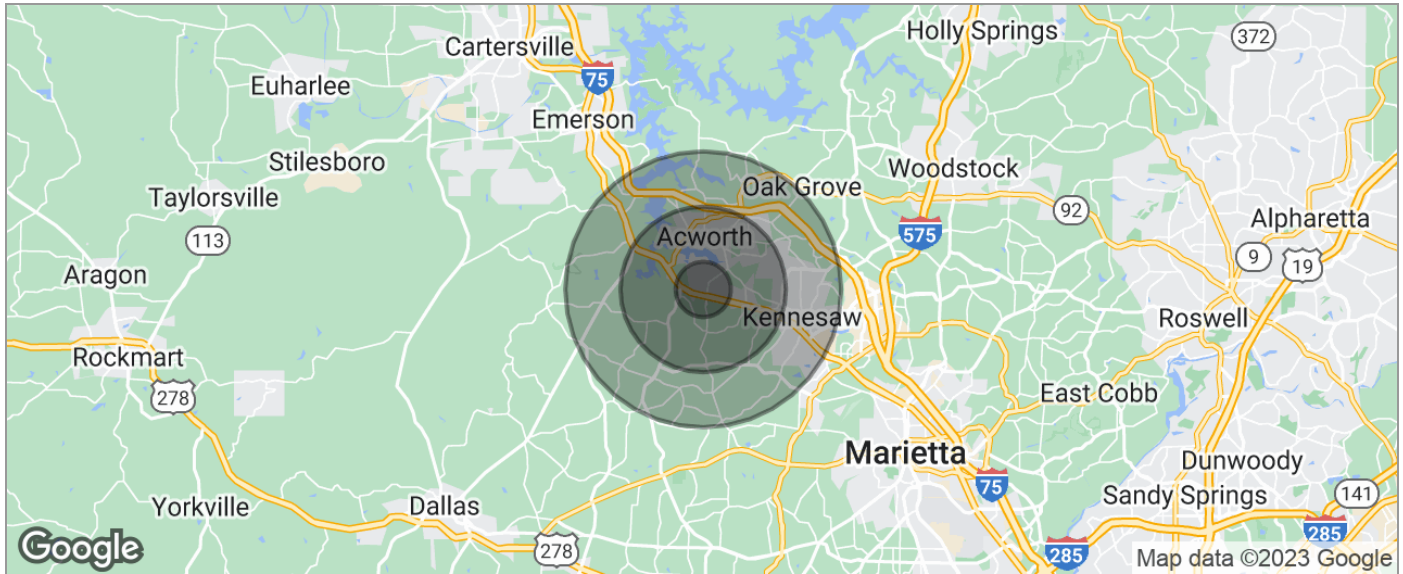 Holly Springs
372
Cartersville
75
Euharlee
Emerson
Stilesboro
Woodstock
Oak Grove
Taylorsville
92
Alpharetta
113
Acworth
575
9
19
Aragon
Kennesaw
Roswell
Rockmart
278
East Cobb
Marietta
Dunwoody
75
Sandy Springs
141
Yorkville
Dallas
285
278
285
Google
Map data ©2023 Google